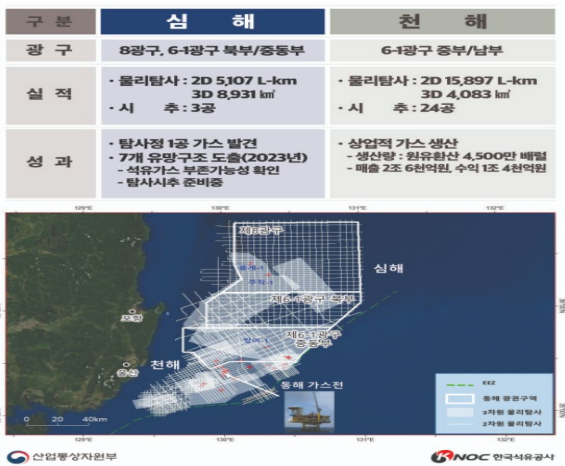 구 분 심 해 천 해
광 구 8광구, 6-1광구 북부/중동부 6-1광구 중부/남부
실 적
• 물리탐사 : 2D 5,107 L-km
3D 8,931 ㎢
• 시 추 : 3공
• 물리탐사 : 2D 15,897 L-km
3D 4,083 ㎢
• 시 추 : 24공
성 과
• 탐사정 1공 가스 발견
• 7개 유망구조 도출(2023년)
- 석유가스 부존가능성 확인
- 탐사시추 준비중
• 상업적 가스 생산
- 생산량 : 원유환산 4,500만 배럴
- 매출 2조 6천억원, 수익 1조 4천억원
129°E 130°E 131°E 132°E
제8광구
심해
주작-1
제6-1광구 북부
포항
제6-1광구
중동부
천해
울산
동해 가스전
EEZ
동해 광권구역
3차원 물리탐사
2차원 물리탐사
0 20 40km
129°E 130°E 131°E 132°E
산업통상자원부
KNOC 한국석유공사